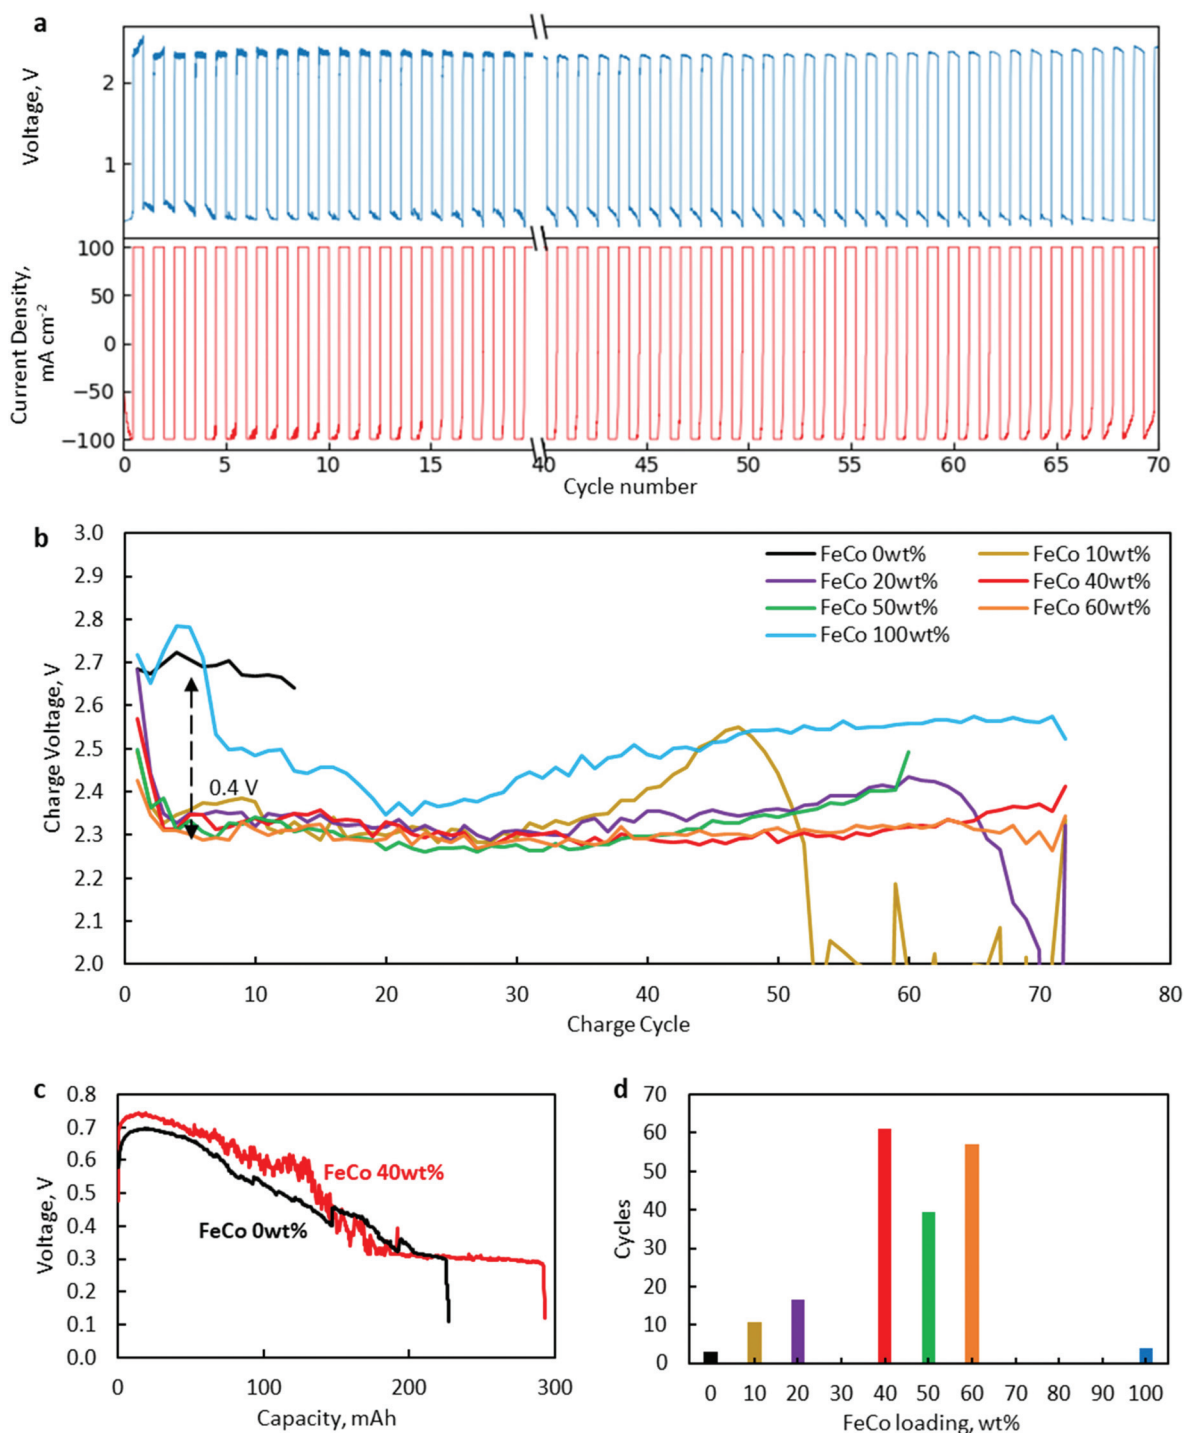 a
Voltage, V
2
1
Current Density,
mA cm-2
100
50
0
−50
−100
0 5 10 15 40 45 50 55 60 65 70
Cycle number
b
Charge Voltage, V
3.0
2.9
2.8
2.7
2.6
2.5
2.4
2.3
2.2
2.1
2.0
FeCo 0wt% FeCo 10wt%
FeCo 20wt% FeCo 40wt%
FeCo 50wt% FeCo 60wt%
FeCo 100wt%
0.4 V
0 10 20 30 40 50 60 70 80
Charge Cycle
c
Voltage, V
0.8
0.7
0.6
0.5
0.4
0.3
0.2
0.1
0.0
FeCo 40wt%
FeCo 0wt%
0 100 200 300
Capacity, mAh
d
Cycles
70
60
50
40
30
20
10
0
0 10 20 30 40 50 60 70 80 90 100
FeCo loading, wt%